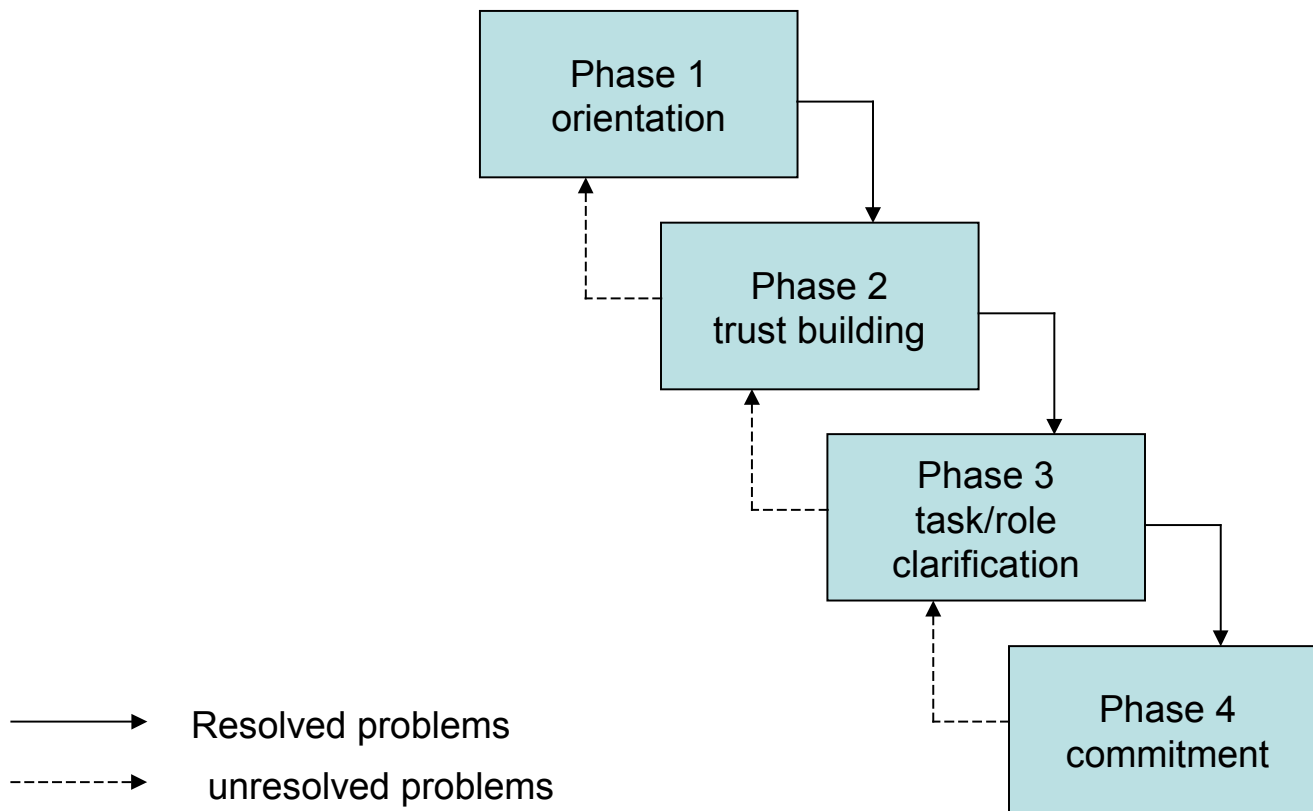 Phase 1
orientation
Phase 2
trust building
Phase 3
task/role
clarification
Phase 4
commitment
Resolved problems
unresolved problems